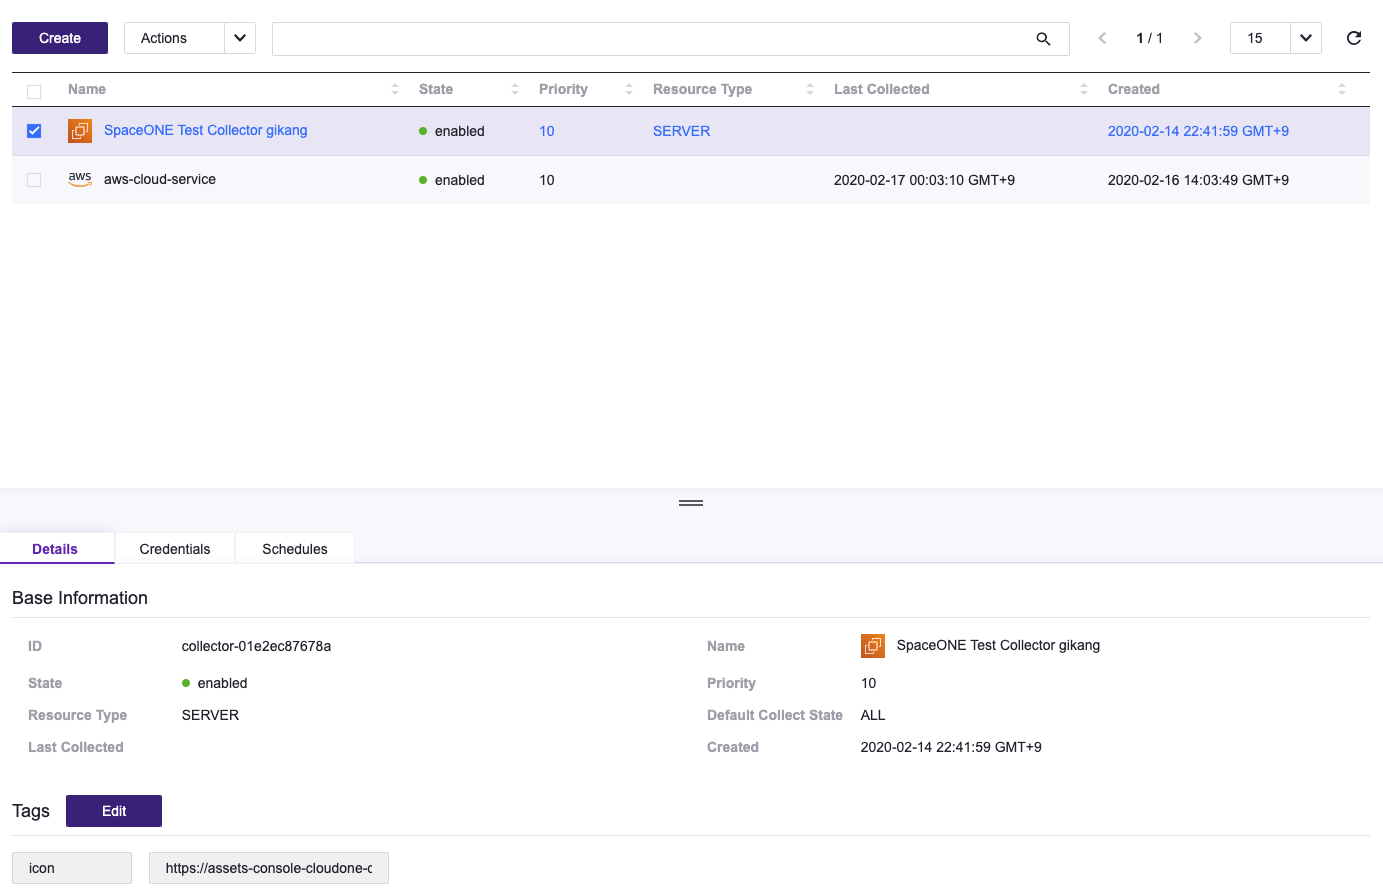 Create Actions 1 / 1 15
Name State Priority Resource Type Last Collected Created
SpaceONE Test Collector gikang enabled 10 SERVER 2020-02-14 22:41:59 GMT+9
aws aws-cloud-service enabled 10 2020-02-17 00:03:10 GMT+9 2020-02-16 14:03:49 GMT+9
Details Credentials Schedules
Base Information
ID collector-01e2ec87678a Name SpaceONE Test Collector gikang
State enabled Priority 10
Resource Type SERVER Default Collect State ALL
Last Collected Created 2020-02-14 22:41:59 GMT+9
Tags Edit
icon https://assets-console-cloudone-c